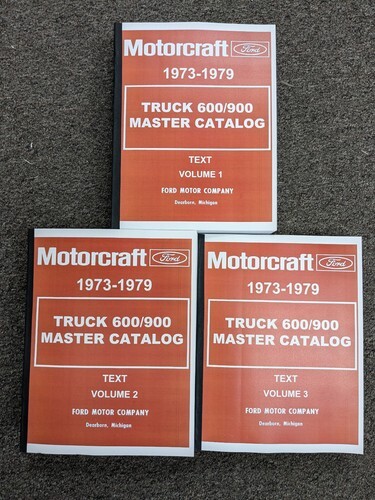 Motorcraft Ford
1973-1979
TRUCK 600/900
MASTER CATALOG
TEXT
VOLUME 1
FORD MOTOR COMPANY
Dearborn, Michigan
Motorcraft Ford
1973-1979
TRUCK 600/900
MASTER CATALOG
TEXT
VOLUME 2
FORD MOTOR COMPANY
Dearborn, Michigan
Motorcraft Ford
1973-1979
TRUCK 600/900
MASTER CATALOG
TEXT
VOLUME 3
FORD MOTOR COMPANY
Dearborn, Michigan